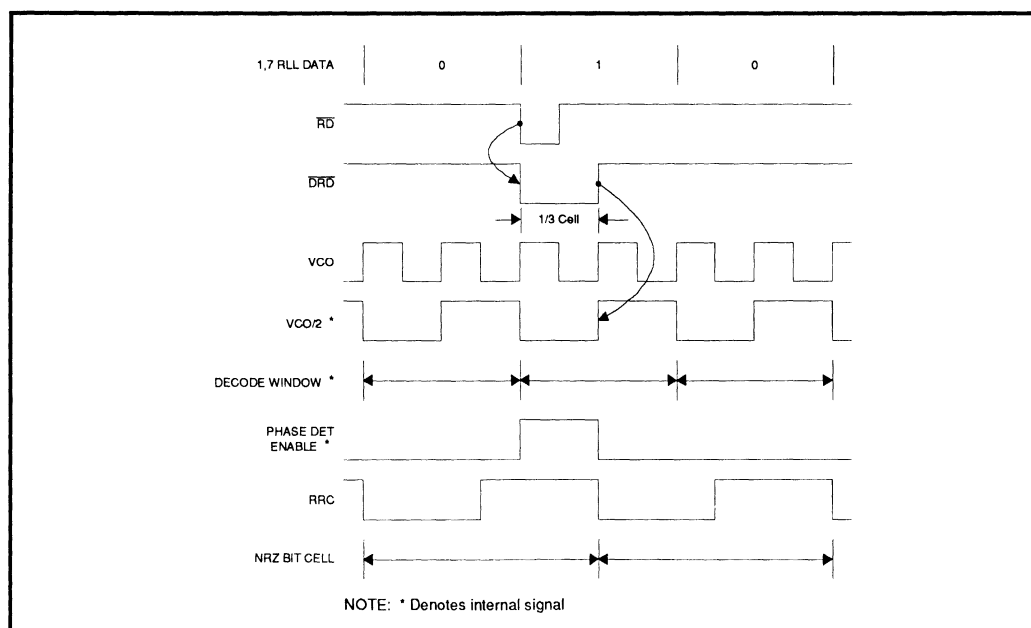 1,7 RLL DATA 0 1 0
RD
DRD
1/3 Cell
VCO
VCO/2 *
DECODE WINDOW *
PHASE DET
ENABLE *
RRC
NRZ BIT CELL
NOTE: * Denotes internal signal